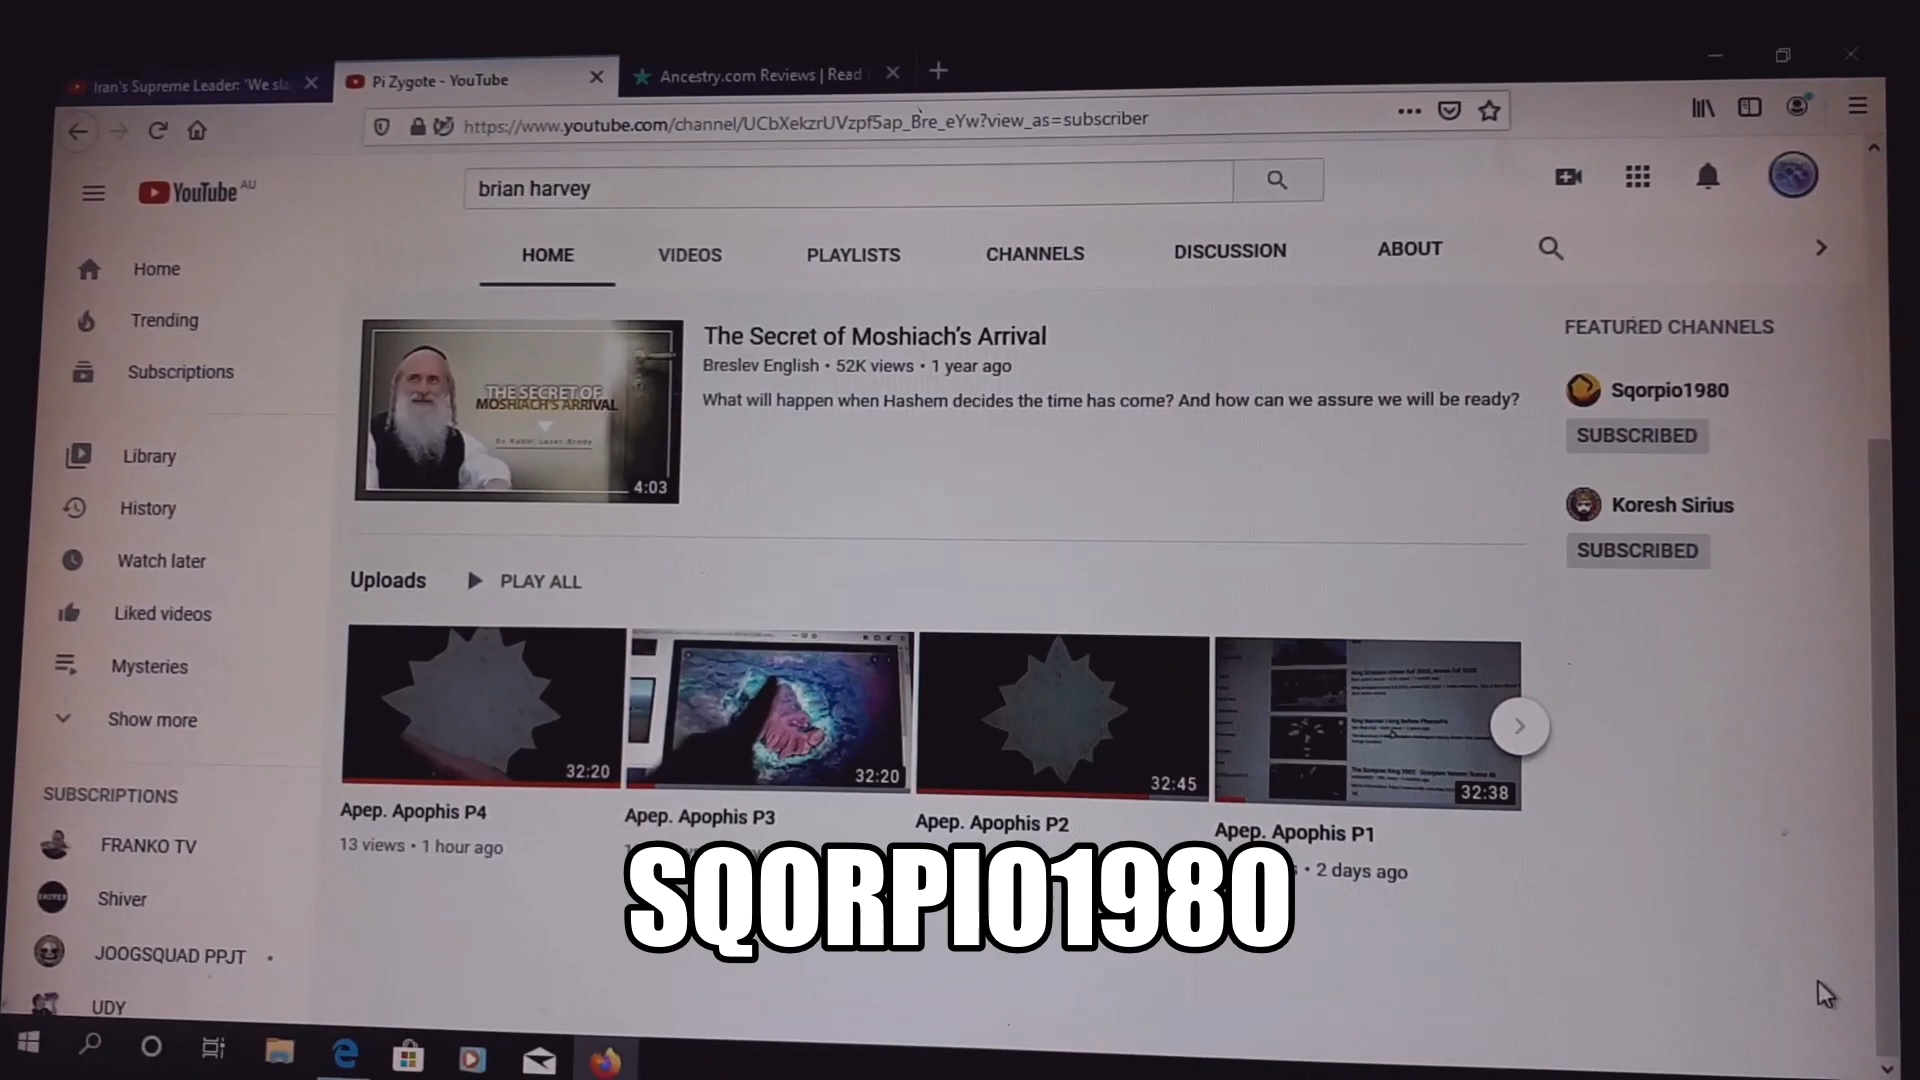 Iran's Supreme Leader: 'We sla
Pi Zygote - YouTube
Ancestry.com Reviews | Read
https://www.youtube.com/channel/UCbXekzrUVzpf5ap_Bre_eYw?view_as=subscriber
YouTube AU
brian harvey
HOME VIDEOS PLAYLISTS CHANNELS DISCUSSION ABOUT
Home
Trending
Subscriptions
Library
History
Watch later
Liked videos
Mysteries
Show more
SUBSCRIPTIONS
FRANKO TV
Shiver
JOOGSQUAD PPJT
UDY
THE SECRET OF
MOSHIACH'S ARRIVAL
4:03
The Secret of Moshiach's Arrival
Breslev English • 52K views • 1 year ago
What will happen when Hashem decides the time has come? And how can we assure we will be ready?
FEATURED CHANNELS
Sqorpio1980
SUBSCRIBED
Koresh Sirius
SUBSCRIBED
Uploads PLAY ALL
32:20
Apep. Apophis P4
13 views • 1 hour ago
32:20
Apep. Apophis P3
32:45
Apep. Apophis P2
32:38
Apep. Apophis P1
• 2 days ago
SQORPIO1980